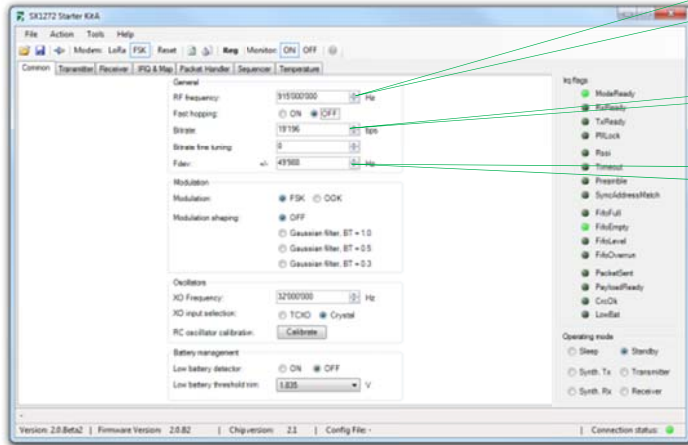 SX1272 Starter KitA
File Action Tools Help
Modem: LoRa FSK Reset Reg Monitor: ON OFF
Common Transmitter Receiver IRQ & Map Packet Handler Sequencer Temperature
General
RF frequency: 915'000'000 Hz
Fast hopping: ON OFF
Bitrate: 19'196 bps
Bitrate fine tuning: 0
Fdev: +/- 49'988 Hz
Modulation
Modulation: FSK OOK
Modulation shaping: OFF
Gaussian filter, BT = 1.0
Gaussian filter, BT = 0.5
Gaussian filter, BT = 0.3
Oscillators
XO Frequency: 32'000'000 Hz
XO input selection: TCXO Crystal
RC oscillator calibration: Calibrate
Battery management
Low battery detector: ON OFF
Low battery threshold trim: 1.835 V
Irq flags
ModeReady
RxReady
TxReady
PllLock
Rssi
Timeout
Preamble
SyncAddressMatch
FifoFull
FifoEmpty
FifoLevel
FifoOverrun
PacketSent
PayloadReady
CrcOk
LowBat
Operating mode
Sleep Standby
Synth. Tx Transmitter
Synth. Rx Receiver
-
Version: 2.0.Beta2 | Firmware Version: 2.0.B2 | Chip version: 2.1 | Config File: - | Connection status: